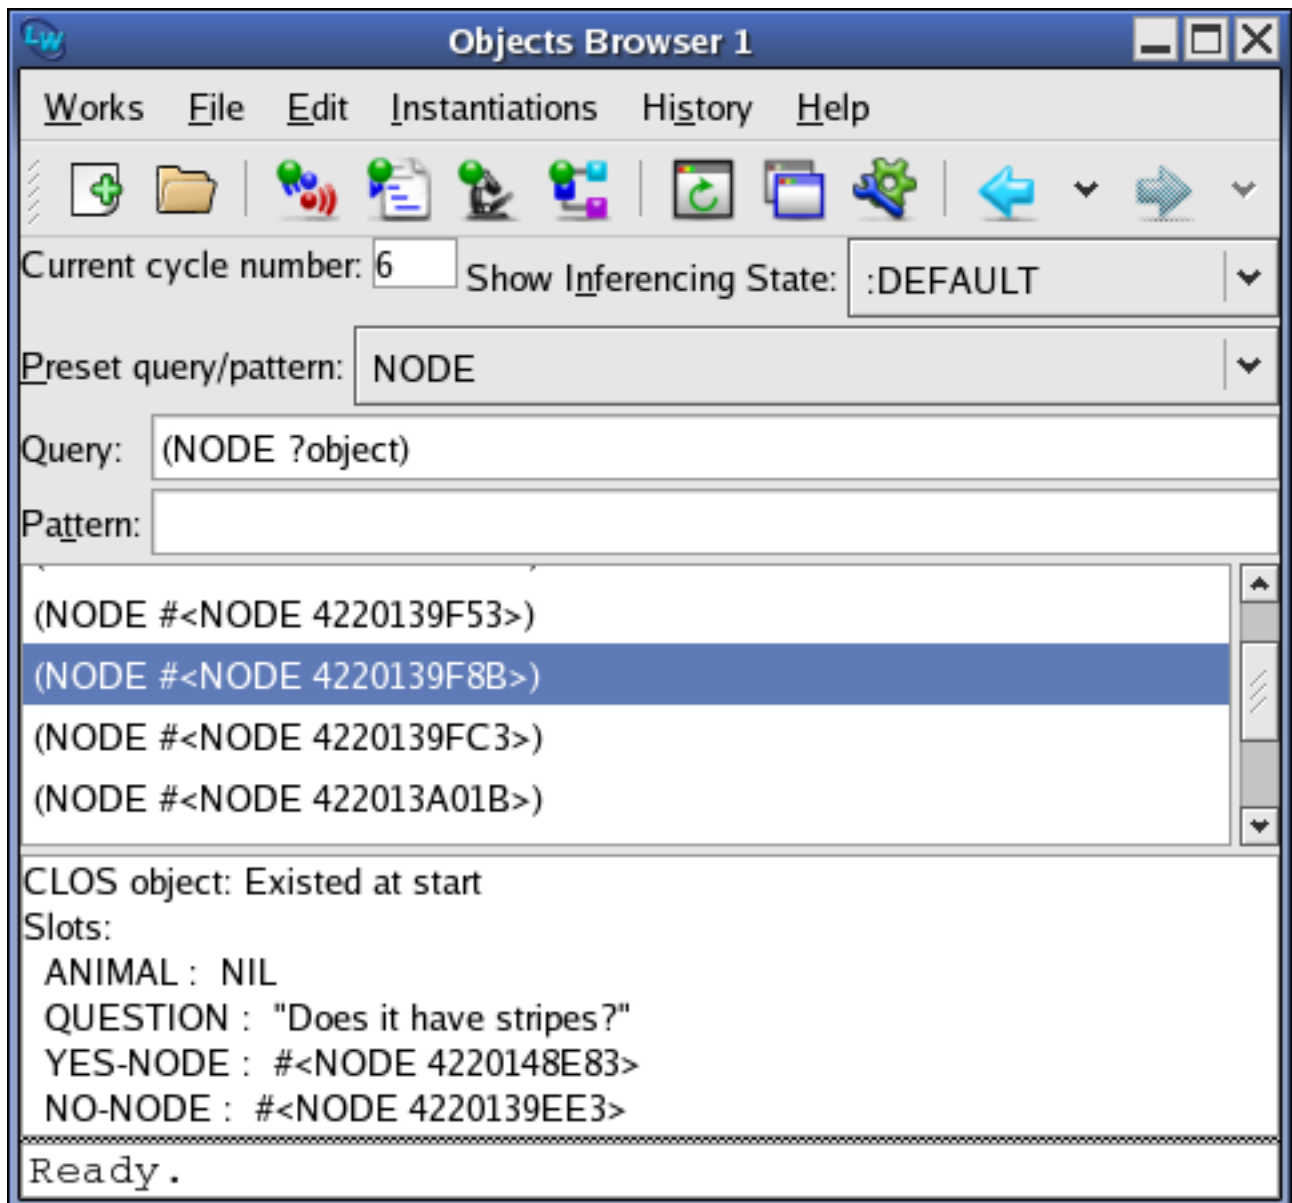 LW Objects Browser 1
Works File Edit Instantiations History Help
Current cycle number: 6 Show Inferencing State: :DEFAULT
Preset query/pattern: NODE
Query: (NODE ?object)
Pattern:
(NODE #<NODE 4220139F53>)
(NODE #<NODE 4220139F8B>)
(NODE #<NODE 4220139FC3>)
(NODE #<NODE 422013A01B>)
CLOS object: Existed at start
Slots:
ANIMAL : NIL
QUESTION : "Does it have stripes?"
YES-NODE : #<NODE 4220148E83>
NO-NODE : #<NODE 4220139EE3>
Ready.